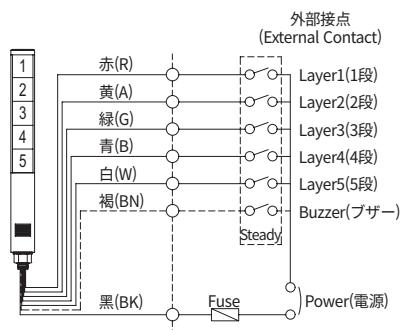 外部接点
(External Contact)
1
2
3
4
5
赤(R)
Layer1(1段)
黄(A)
Layer2(2段)
緑(G)
Layer3(3段)
青(B)
Layer4(4段)
白(W)
Layer5(5段)
褐(BN)
Buzzer(ブザー)
Steady
黒(BK)
Fuse
Power(電源)